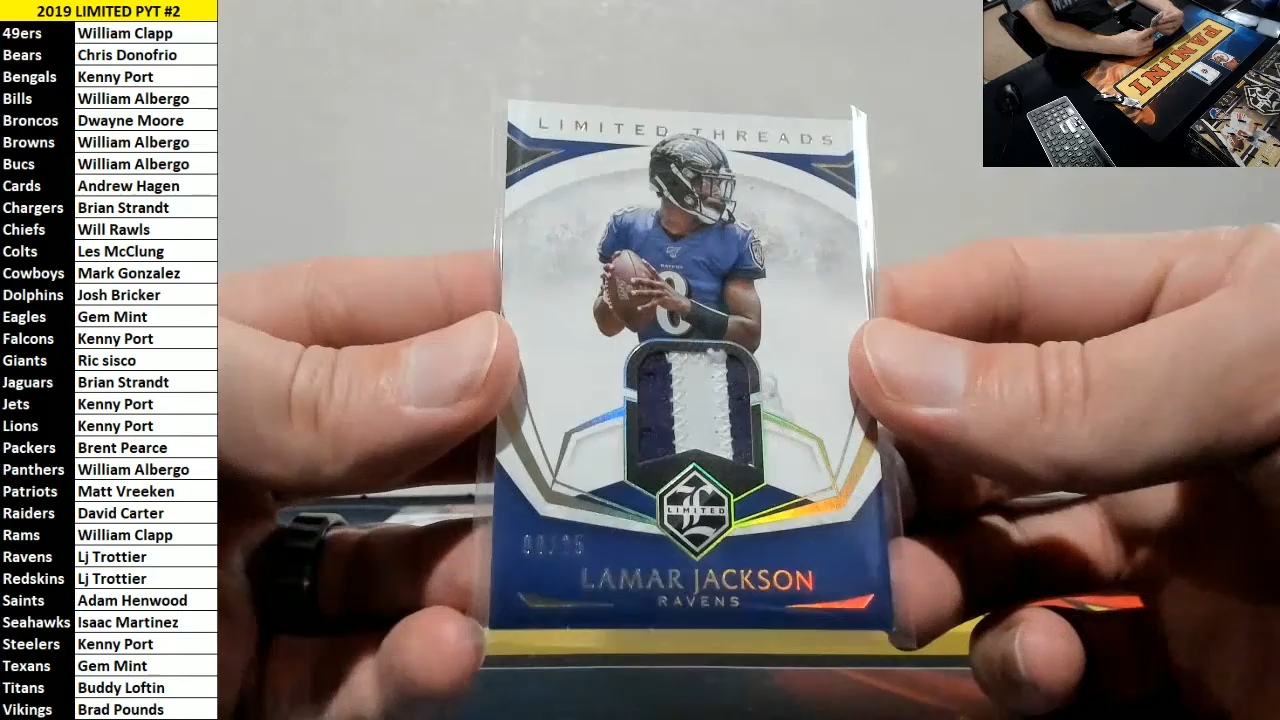 2019 LIMITED PYT #2
49ers William Clapp
Bears Chris Donofrio
Bengals Kenny Port
Bills William Albergo
Broncos Dwayne Moore
Browns William Albergo
Bucs William Albergo
Cards Andrew Hagen
Chargers Brian Strandt
Chiefs Will Rawls
Colts Les McClung
Cowboys Mark Gonzalez
Dolphins Josh Bricker
Eagles Gem Mint
Falcons Kenny Port
Giants Ric sisco
Jaguars Brian Strandt
Jets Kenny Port
Lions Kenny Port
Packers Brent Pearce
Panthers William Albergo
Patriots Matt Vreeken
Raiders David Carter
Rams William Clapp
Ravens Lj Trottier
Redskins Lj Trottier
Saints Adam Henwood
Seahawks Isaac Martinez
Steelers Kenny Port
Texans Gem Mint
Titans Buddy Loftin
Vikings Brad Pounds
LIMITED THREADS
RAVENS
8
L
LIMITED
LAMAR JACKSON
RAVENS
PANINI